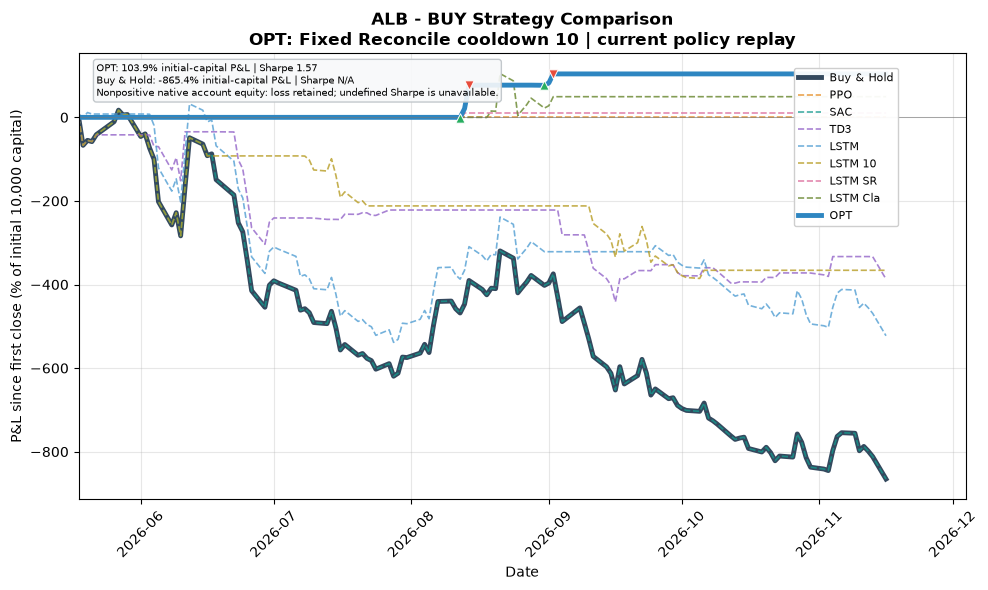 ALB - BUY Strategy Comparison
OPT: Fixed Reconcile cooldown 10 | current policy replay
OPT: 103.9% initial-capital P&L | Sharpe 1.57
Buy & Hold: -865.4% initial-capital P&L | Sharpe N/A
Nonpositive native account equity: loss retained; undefined Sharpe is unavailable.
Buy & Hold
PPO
SAC
TD3
LSTM
LSTM 10
LSTM SR
LSTM Cla
OPT
P&L since first close (% of initial 10,000 capital)
0
−200
−400
−600
−800
2026-06
2026-07
2026-08
2026-09
2026-10
2026-11
2026-12
Date